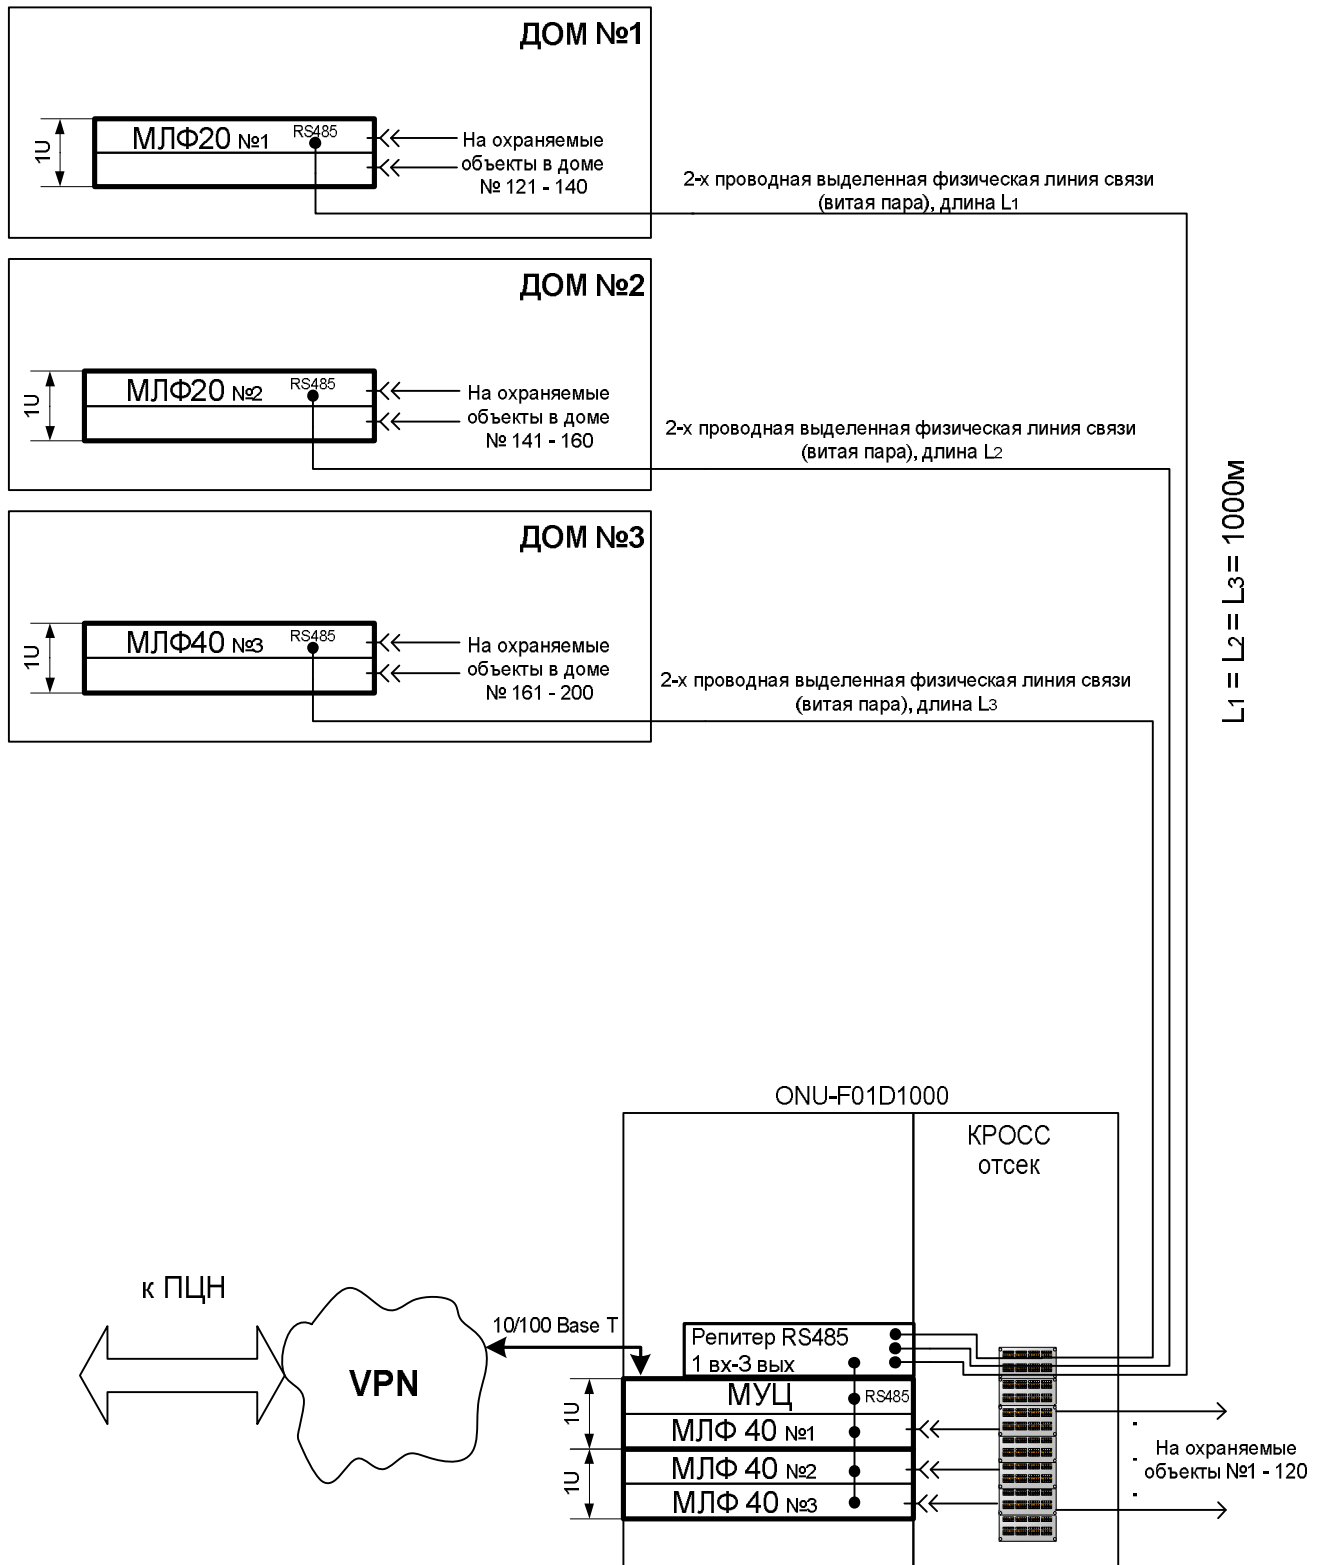 ДОМ №1
1U
МЛФ20 №1
RS485
На охраняемые
объекты в доме
№ 121 - 140
2-х проводная выделенная физическая линия связи
(витая пара), длина L1
ДОМ №2
1U
МЛФ20 №2
RS485
На охраняемые
объекты в доме
№ 141 - 160
2-х проводная выделенная физическая линия связи
(витая пара), длина L2
L1 = L2 = L3 = 1000м
ДОМ №3
1U
МЛФ40 №3
RS485
На охраняемые
объекты в доме
№ 161 - 200
2-х проводная выделенная физическая линия связи
(витая пара), длина L3
ONU-F01D1000
КРОСС
отсек
к ПЦН
VPN
10/100 Base T
Репитер RS485
1 вх-3 вых
1U
МУЦ
RS485
МЛФ 40 №1
1U
МЛФ 40 №2
МЛФ 40 №3
На охраняемые
объекты №1 - 120